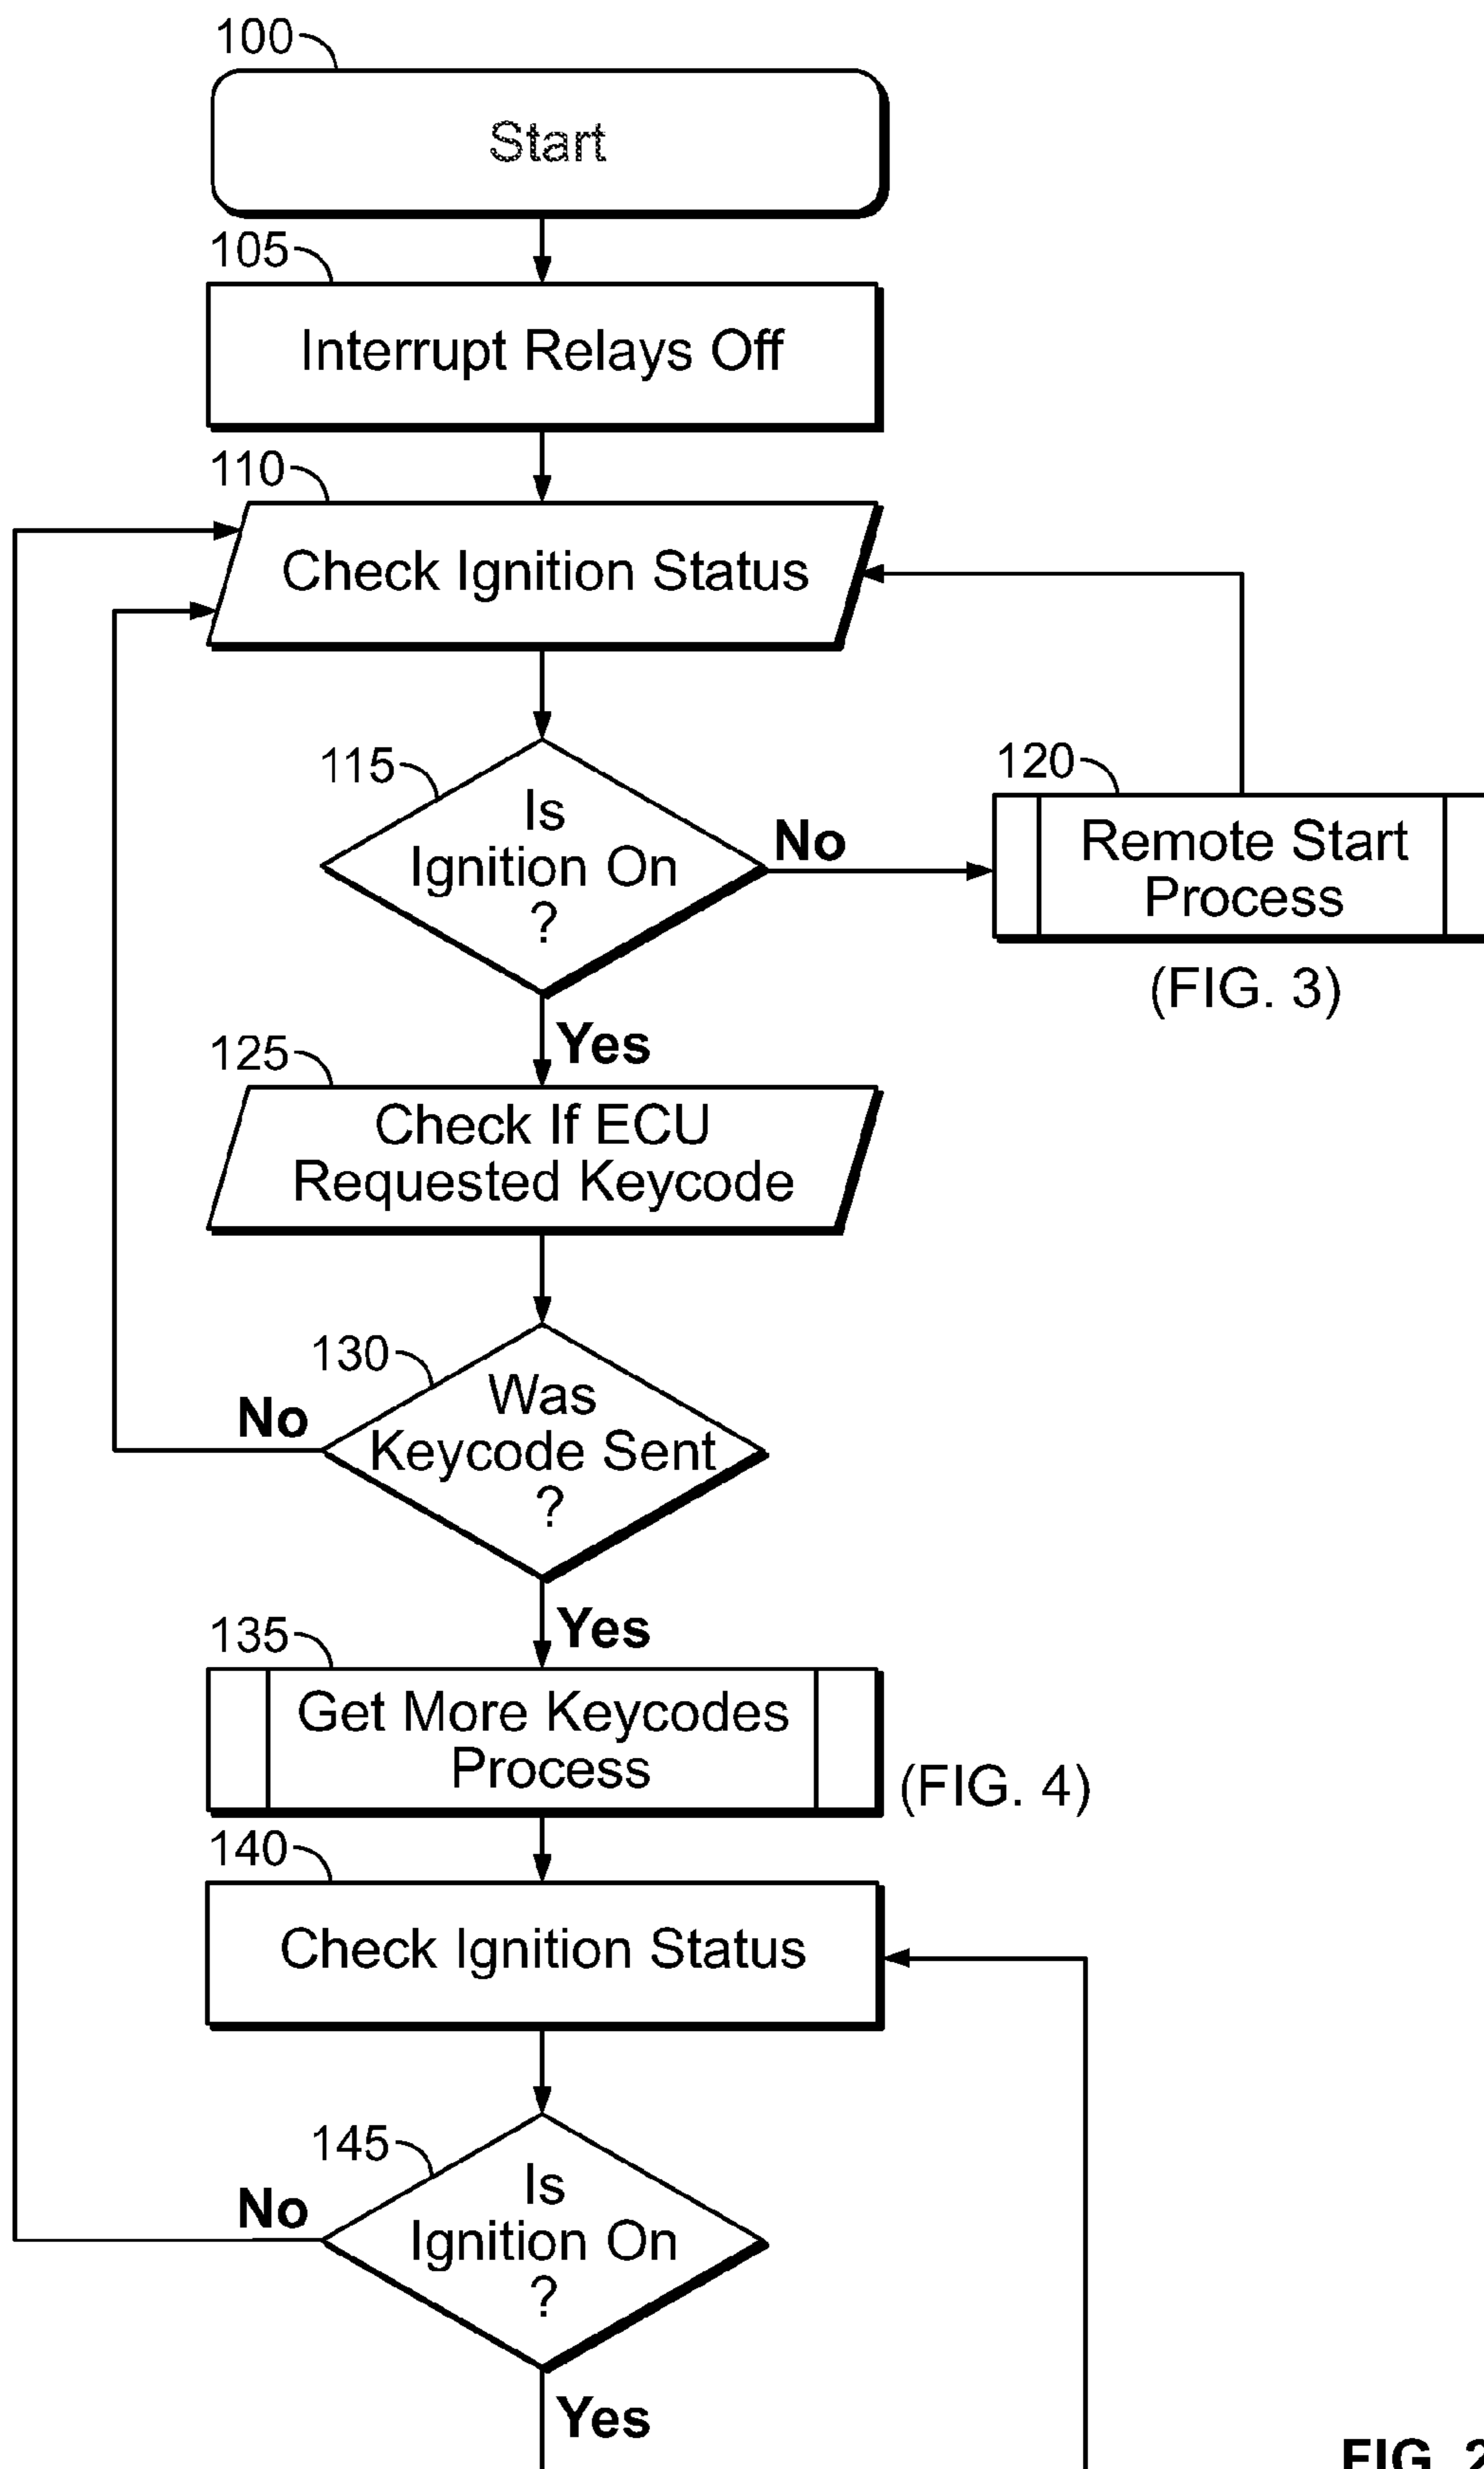 100
Start
105
Interrupt Relays Off
110
Check Ignition Status
115
Is
Ignition On
?
No
120
Remote Start
Process
(FIG. 3)
Yes
125
Check If ECU
Requested Keycode
130
Was
Keycode Sent
?
No
Yes
135
Get More Keycodes
Process
(FIG. 4)
140
Check Ignition Status
145
Is
Ignition On
?
No
Yes
FIG. 2